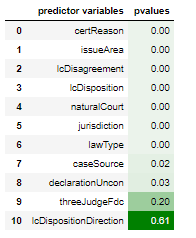 predictor variables pvalues
0 certReason 0.00
1 issueArea 0.00
2 lcDisagreement 0.00
3 lcDisposition 0.00
4 naturalCourt 0.00
5 jurisdiction 0.00
6 lawType 0.00
7 caseSource 0.02
8 declarationUncon 0.03
9 threeJudgeFdc 0.20
10 lcDispositionDirection 0.61